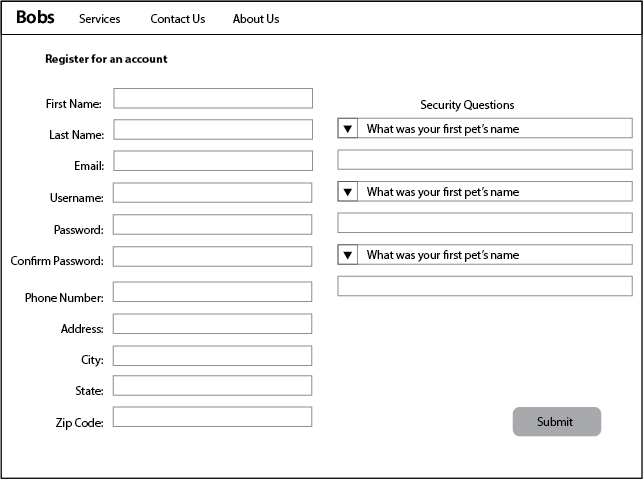 Bobs Services Contact Us About Us
Register for an account
First Name:
Last Name:
Email:
Username:
Password:
Confirm Password:
Phone Number:
Address:
City:
State:
Zip Code:
Security Questions
What was your first pet's name
What was your first pet's name
What was your first pet's name
Submit